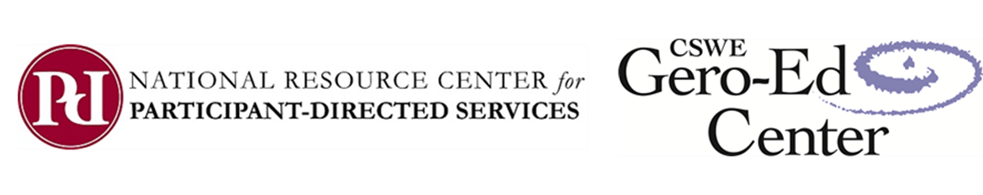 Pd
NATIONAL RESOURCE CENTER for
PARTICIPANT-DIRECTED SERVICES
CSWE
Gero-Ed
Center